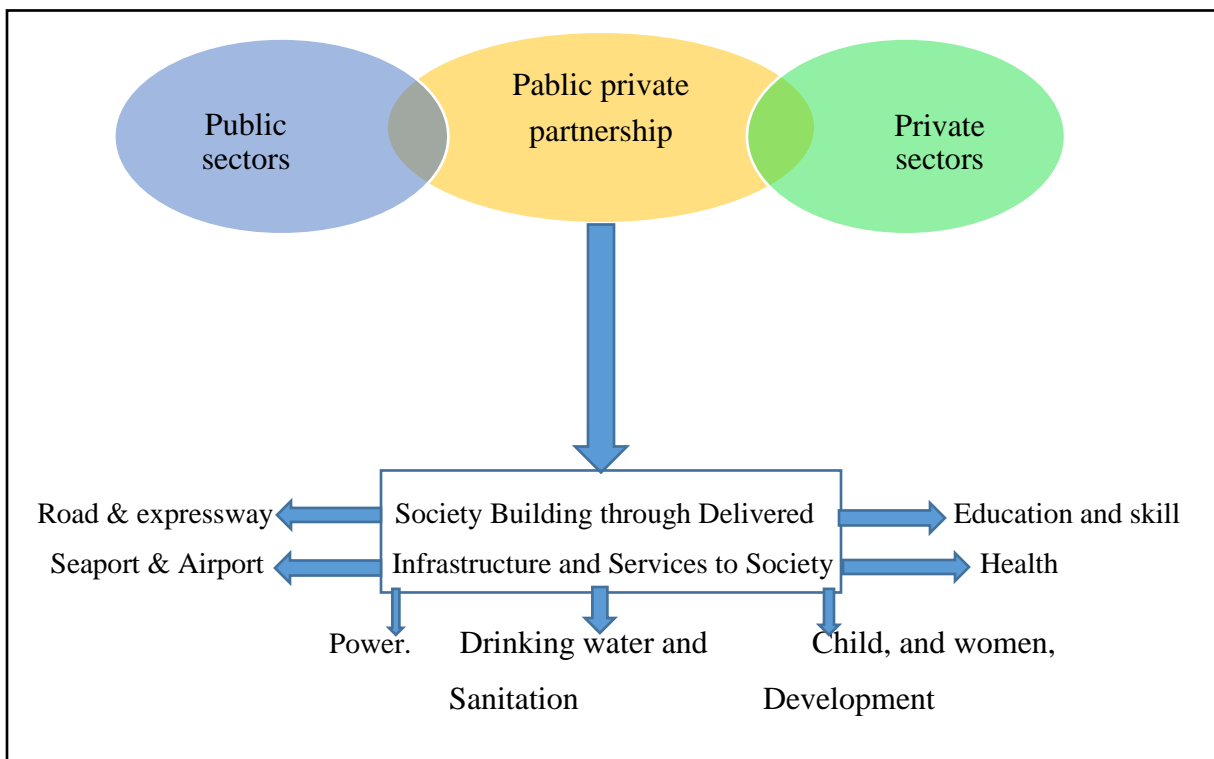 Public
sectors
Pablic private
partnership
Private
sectors
Road & expressway
Society Building through Delivered
Education and skill
Seaport & Airport
Infrastructure and Services to Society
Health
Power.
Drinking water and
Sanitation
Child, and women,
Development